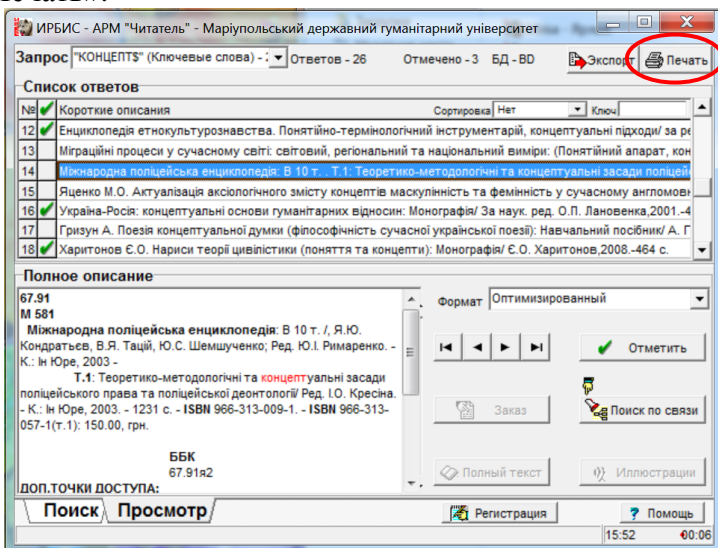 ИРБИС - АРМ "Читатель" - Маріупольський державний гуманітарний університет
Запрос "КОНЦЕПТ$" (Ключевые слова) - Ответов - 26 Отмечено - 3 БД - BD Экспорт Печать
Список ответов
№ Короткие описания Сортировка Нет Ключ
12 Енциклопедія етнокультурознавства. Понятійно-термінологічний інструментарій, концептуальні підходи/ за ре
13 Міграційні процеси у сучасному світі: світовий, регіональний та національний виміри: (Понятійний апарат, кон
14 Міжнародна поліцейська енциклопедія: В 10 т. . Т.1: Теоретико-методологічні та концептуальні засади поліцей
15 Яценко М.О. Актуалізація аксіологічного змісту концептів маскулінність та фемінність у сучасному англомовн
16 Україна-Росія: концептуальні основи гуманітарних відносин: Монографія/ За наук. ред. О.П. Лановенка,2001.-4
17 Гризун А. Поезія концептуальної думки (філософічність сучасної української поезії): Навчальний посібник/ А. Г
18 Харитонов Є.О. Нариси теорії цивілістики (поняття та концепти): Монографія/ Є.О. Харитонов,2008.-464 с.
Полное описание
67.91
М 581
Міжнародна поліцейська енциклопедія: В 10 т. /, Я.Ю.
Кондратьєв, В.Я. Тацій, Ю.С. Шемшученко; Ред. Ю.І. Римаренко. -
К.: Ін Юре, 2003 -
Т.1: Теоретико-методологічні та концептуальні засади
поліцейського права та поліцейської деонтології/ Ред. І.О. Кресіна.
- К.: Ін Юре, 2003. - 1231 с. - ISBN 966-313-009-1. - ISBN 966-313-
057-1(т.1): 150.00, грн.
ББК
67.91я2
ДОП.ТОЧКИ ДОСТУПА:
Формат Оптимизированный
Отметить
Заказ Поиск по связи
Полный текст Иллюстрации
Поиск Просмотр Регистрация Помощь
15:52 00:06